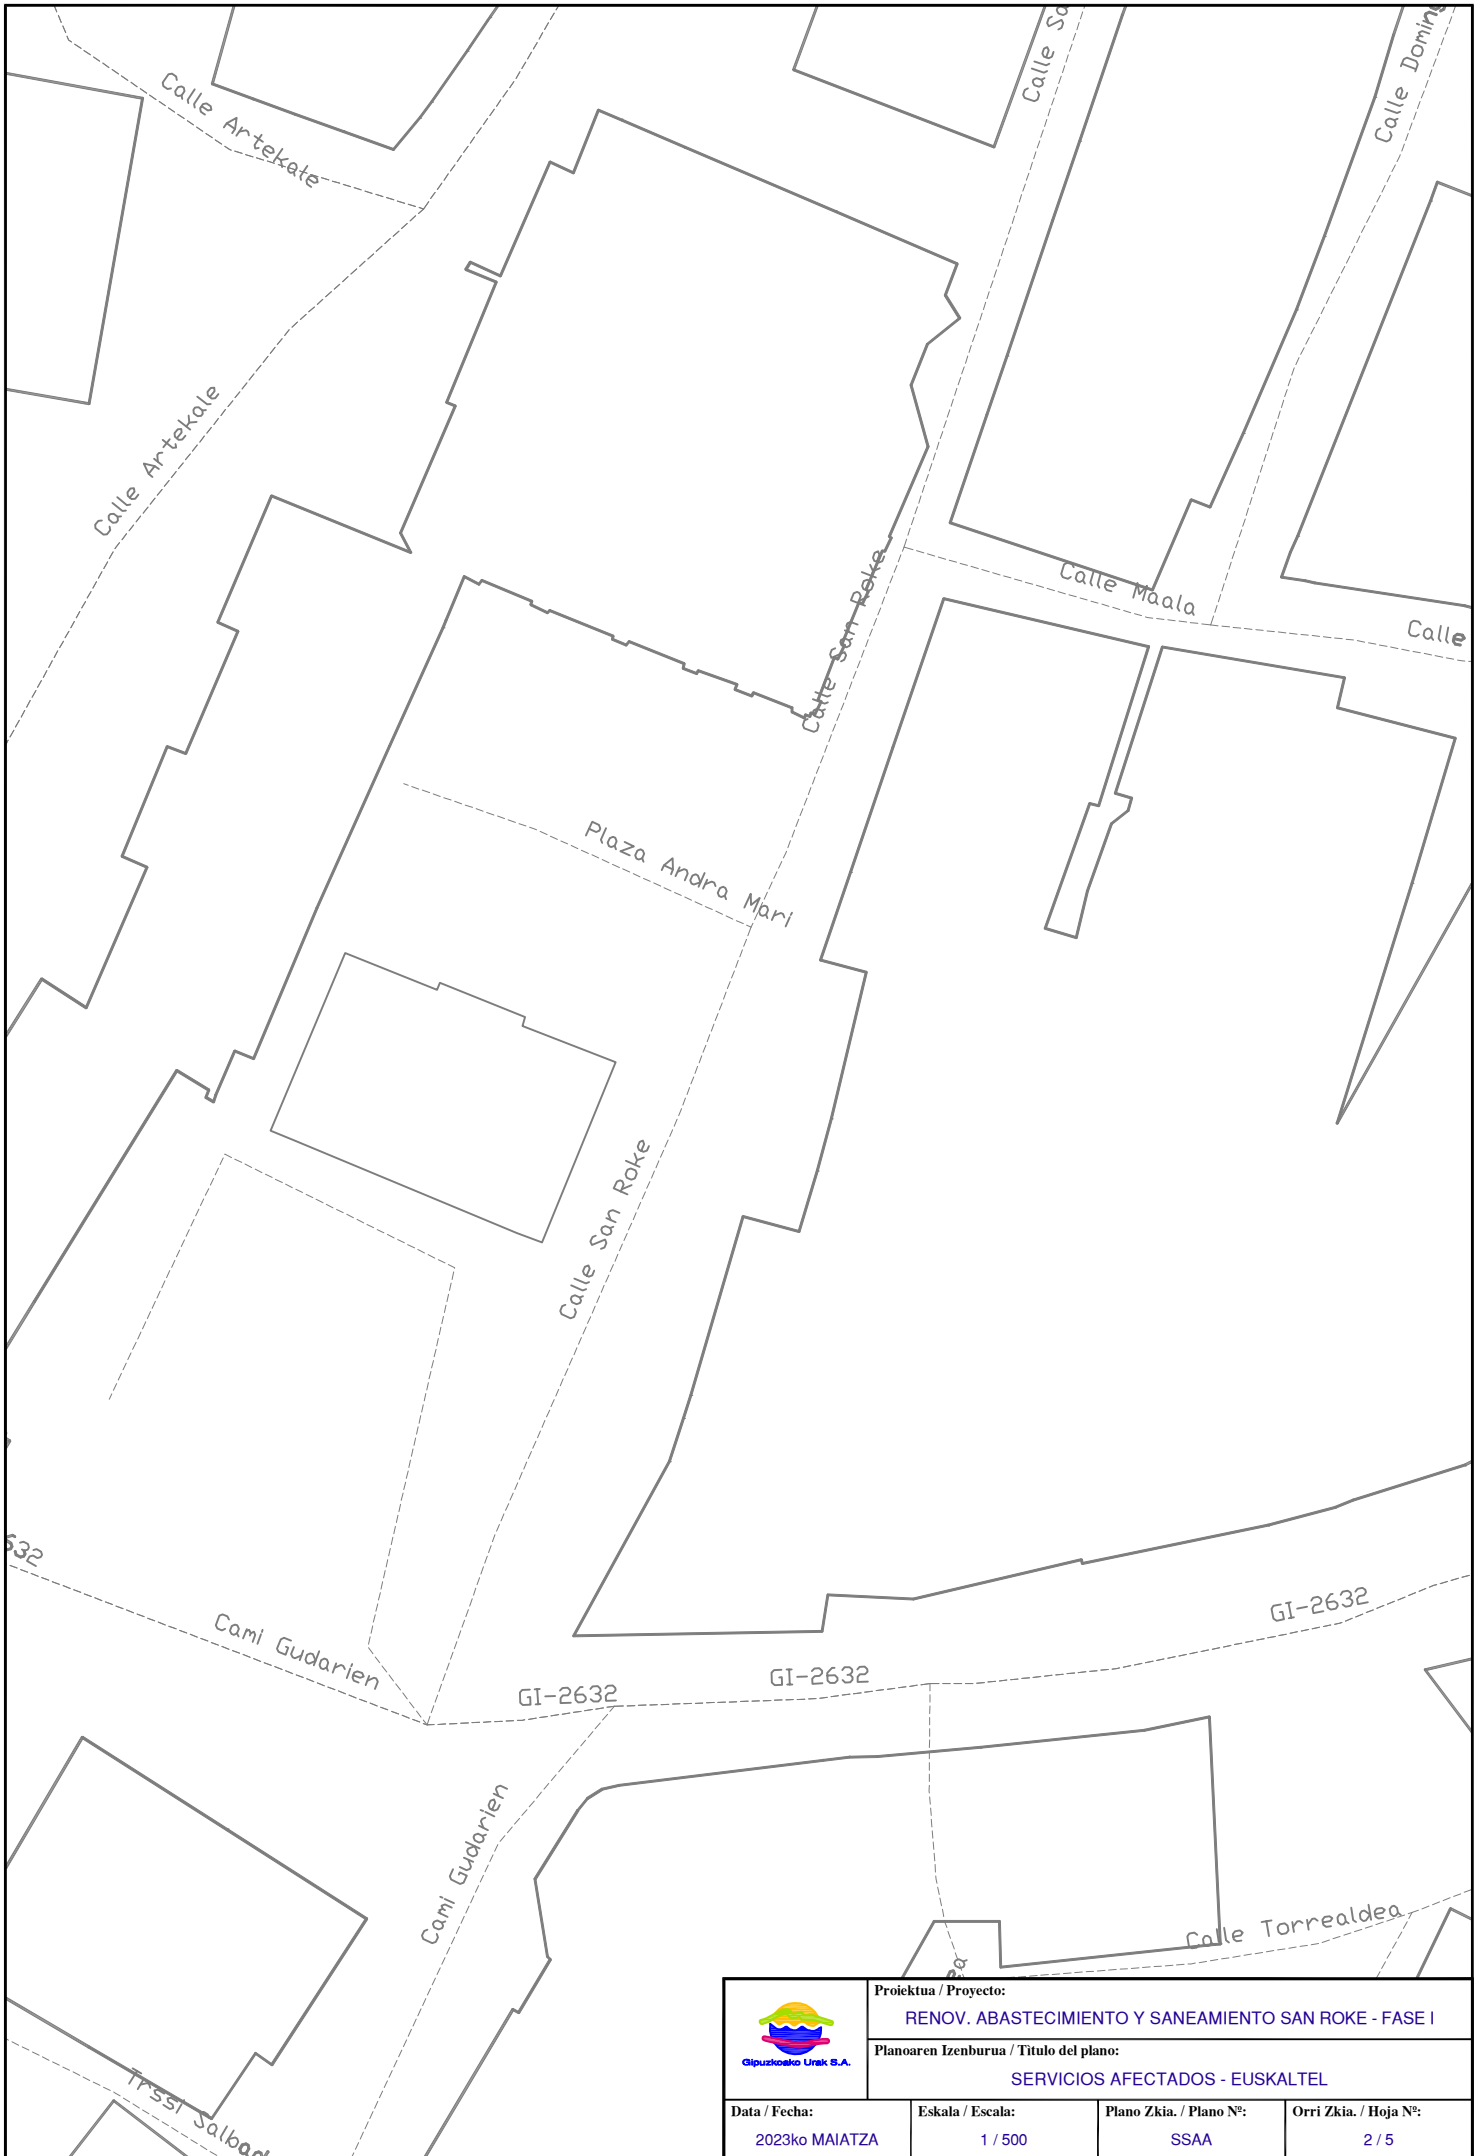 Calle Artekale
Calle
Calle
Calle Artekale
Calle San Roke
Calle Maala
Calle
Plaza Andra Mari
Calle San Roke
GI-2632
Cami Gudarien
GI-2632
GI-2632
Cami Gudarien
Calle Torrealdea
Trssi
Proiektua / Proyecto:
RENOV. ABASTECIMIENTO Y SANEAMIENTO SAN ROKE - FASE I
Gipuzkoako Urak S.A.
Planoaren Izenburua / Titulo del plano:
SERVICIOS AFECTADOS - EUSKALTEL
Data / Fecha:
2023ko MAIATZA
Eskala / Escala:
1 / 500
Plano Zkia. / Plano Nº:
SSAA
Orri Zkia. / Hoja Nº:
2 / 5